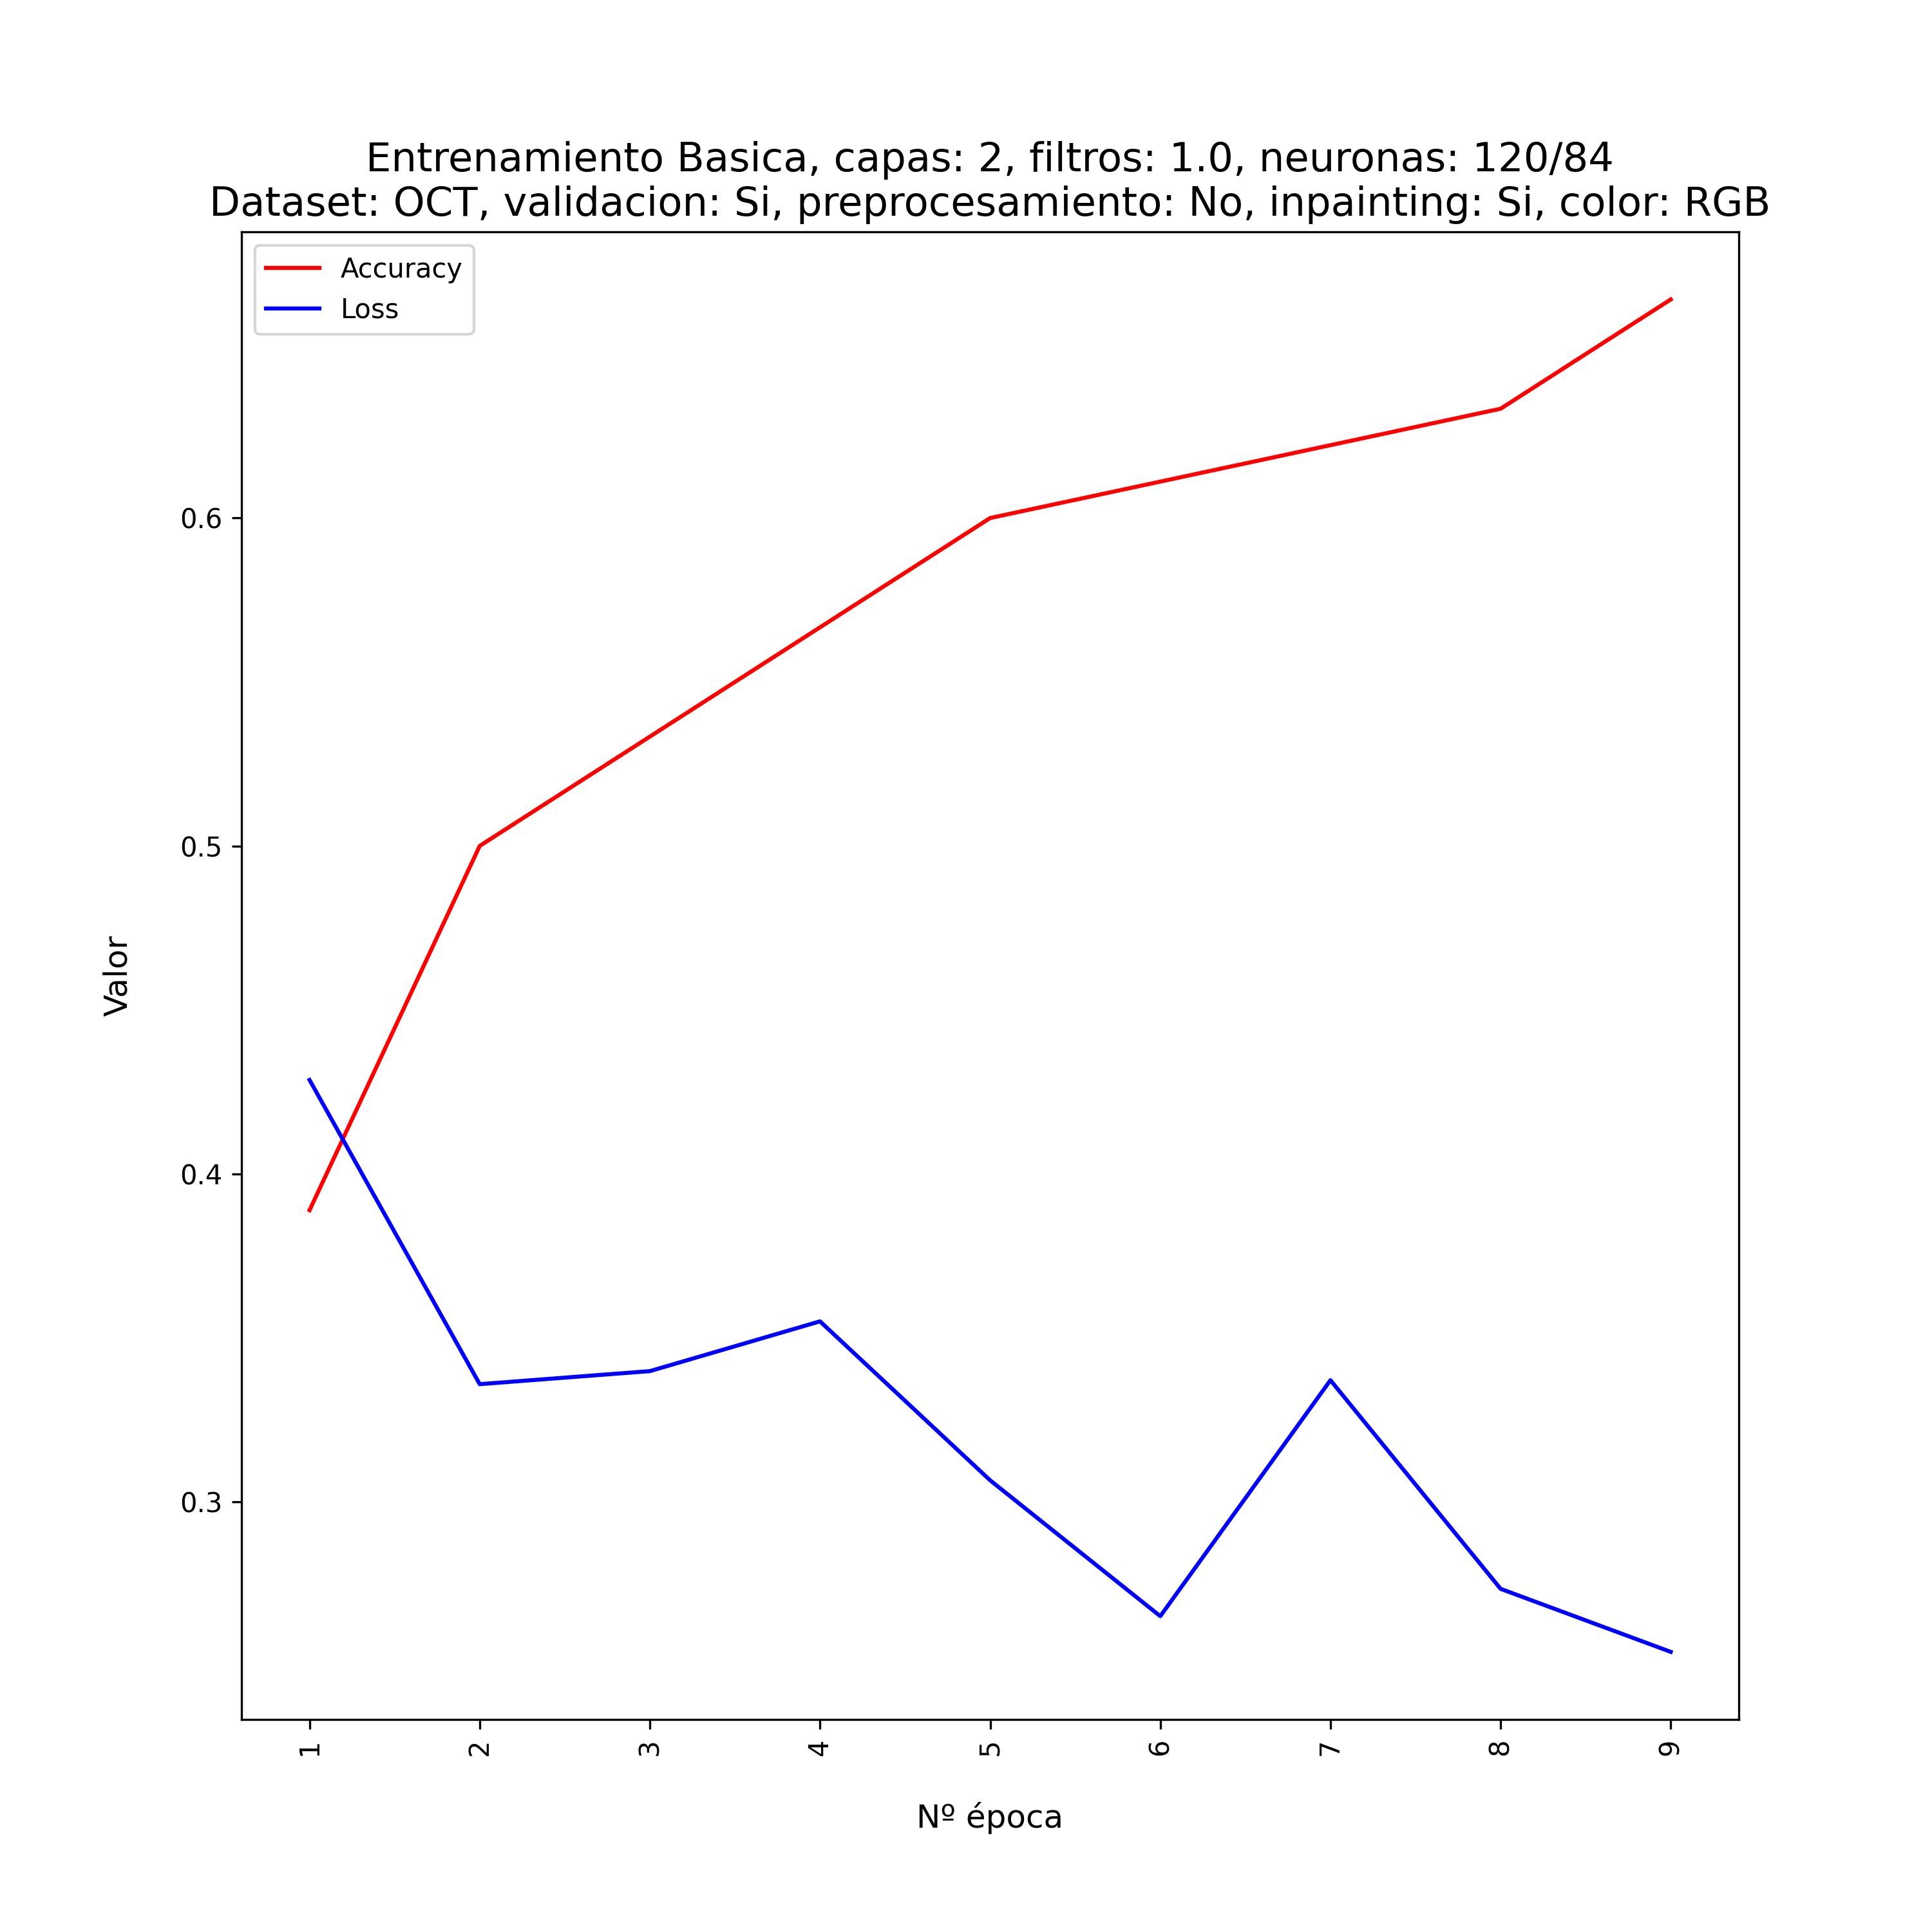 Entrenamiento Basica, capas: 2, filtros: 1.0, neuronas: 120/84
Dataset: OCT, validacion: Si, preprocesamiento: No, inpainting: Si, color: RGB
Accuracy
Loss
0.6
0.5
0.4
0.3
Valor
1
2
3
4
5
6
7
8
9
Nº época